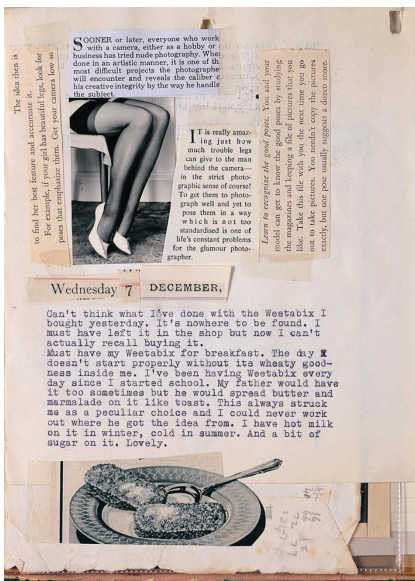 SOONER or later, everyone who work
with a camera, either as a hobby or
business has tried nude photography. Whe
done in an artistic manner, it is one of th
most difficult projects the photographe
will encounter and reveals the caliber o
his creative integrity by the way he handle
the subject.
The idea then is
to find her best feature and accentuate it.
For example, if your girl has beautiful legs, look for
poses that emphasize them. Get your camera low so
IT is really amaz-
ing just how
much trouble legs
can give to the man
behind the camera—
in the strict photo-
graphic sense of course!
To get them to photo-
graph well and yet to
pose them in a way
which is not too
standardised is one of
life's constant problems
for the glamour photo-
grapher.
Learn to recognize the good poses. You and your
model can get to know the good poses by studying
the magazines and keeping a file of pictures that you
like. Take this file with you the next time you go
out to take pictures. You needn't copy the pictures
exactly, but one pose usually suggests a dozen more.
Wednesday 7 DECEMBER,
Can't think what I've done with the Weetabix I
bought yesterday. It's nowhere to be found. I
must have left it in the shop but now I can't
actually recall buying it.
Must have my Weetabix for breakfast. The day
doesn't start properly without its wheaty good-
ness inside me. I've been having Weetabix every
day since I started school. My father would have
it too sometimes but he would spread butter and
marmalade on it like toast. This always struck
me as a peculiar choice and I could never work
out where he got the idea from. I have hot milk
on it in winter, cold in summer. And a bit of
sugar on it. Lovely.